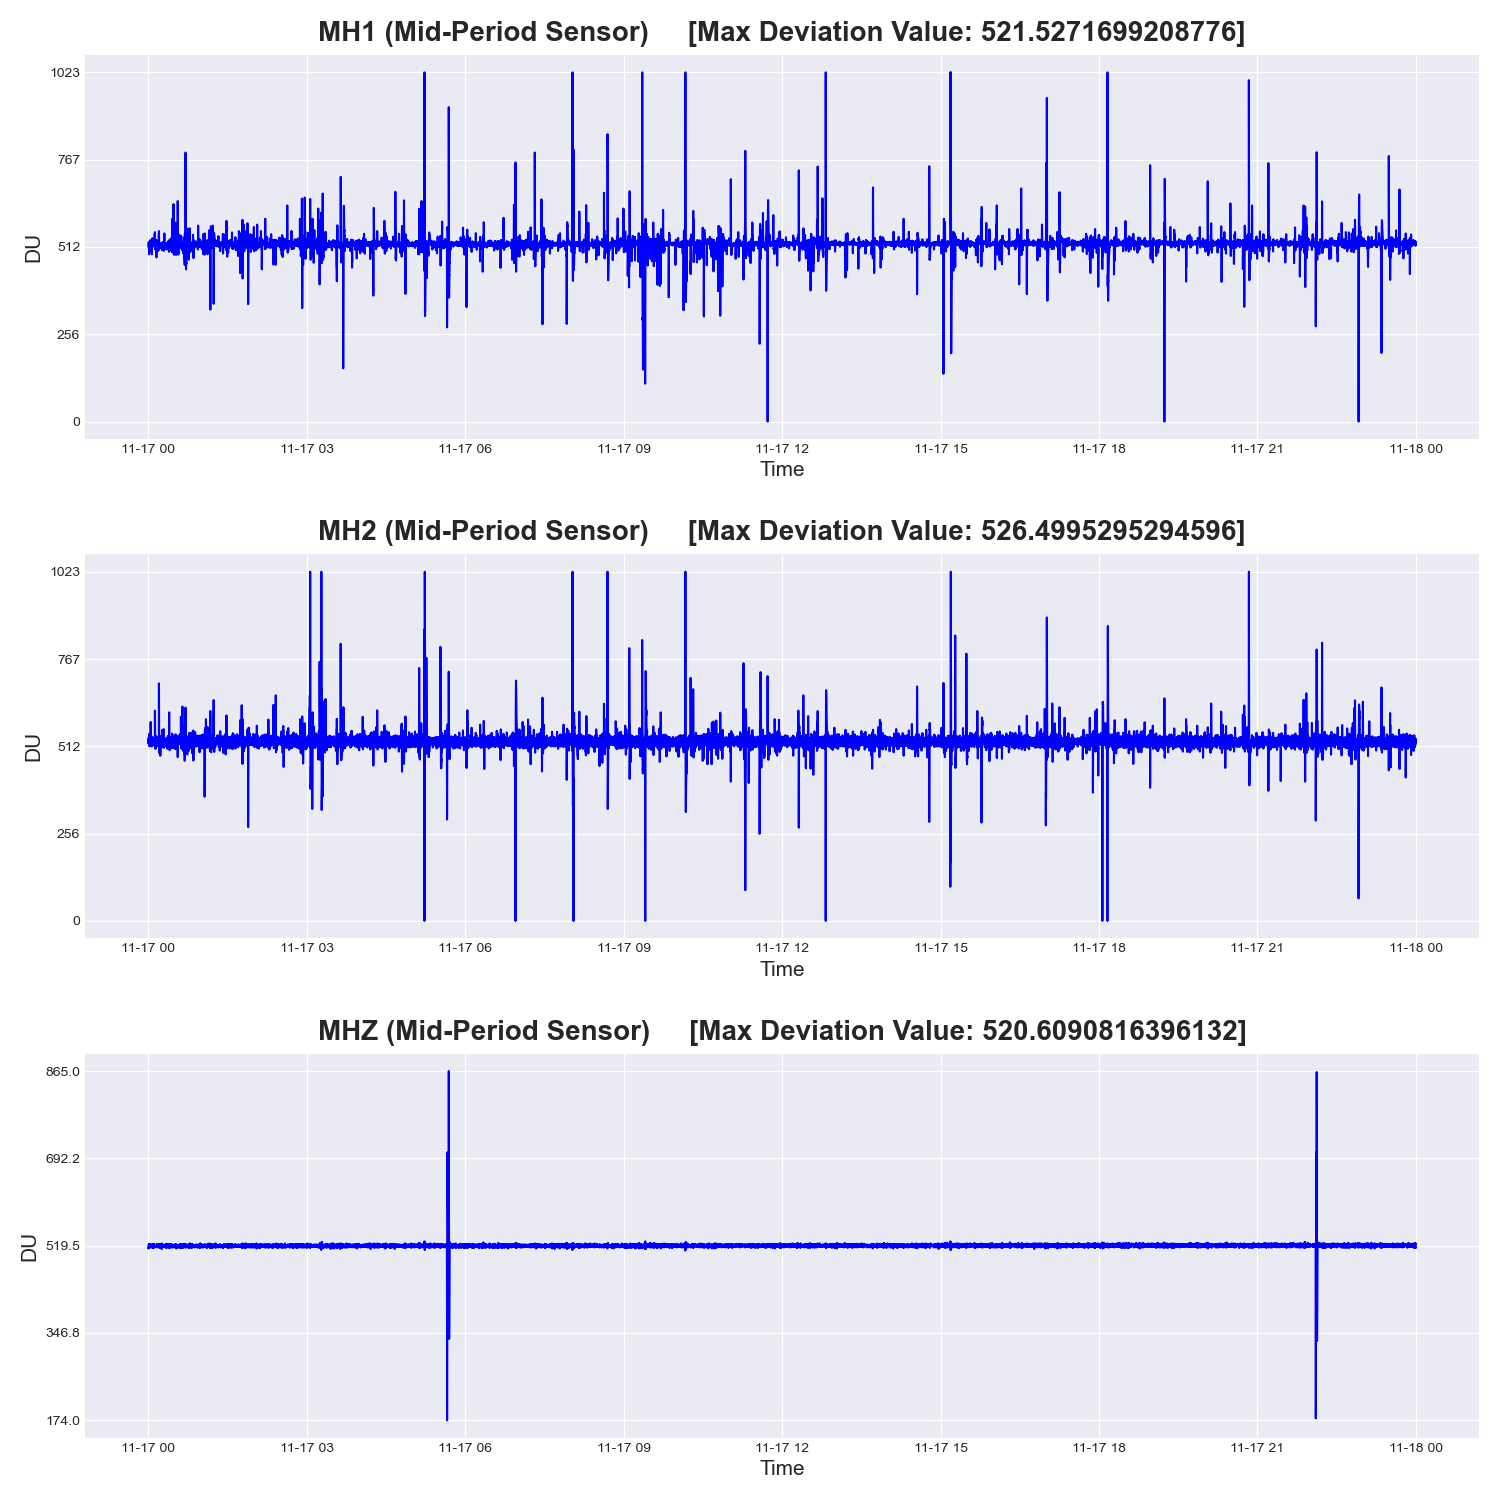 MH1 (Mid-Period Sensor) [Max Deviation Value: 521.5271699208776]
1023
767
512
256
0
DU
11-17 00 11-17 03 11-17 06 11-17 09 11-17 12 11-17 15 11-17 18 11-17 21 11-18 00
Time
MH2 (Mid-Period Sensor) [Max Deviation Value: 526.4995295294596]
1023
767
512
256
0
DU
11-17 00 11-17 03 11-17 06 11-17 09 11-17 12 11-17 15 11-17 18 11-17 21 11-18 00
Time
MHZ (Mid-Period Sensor) [Max Deviation Value: 520.6090816396132]
865.0
692.2
519.5
346.8
174.0
DU
11-17 00 11-17 03 11-17 06 11-17 09 11-17 12 11-17 15 11-17 18 11-17 21 11-18 00
Time